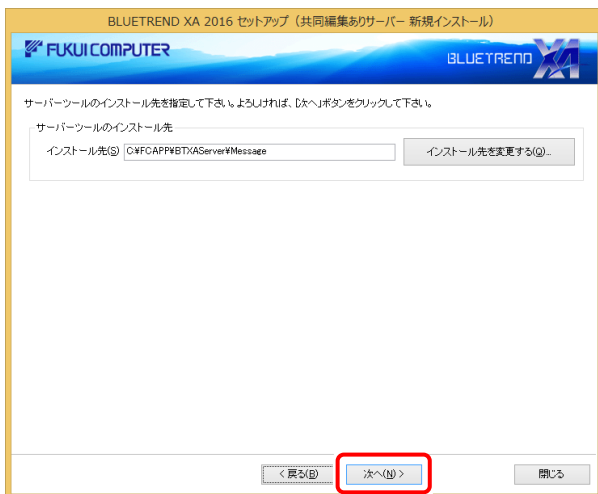 BLUETREND XA 2016 セットアップ（共同編集ありサーバー 新規インストール）
FUKUI COMPUTER
BLUETREND XA
サーバーツールのインストール先を指定して下さい。よろしければ、[次へ]ボタンをクリックして下さい。
サーバーツールのインストール先
インストール先(S) C:¥FCAPP¥BTXAServer¥Message インストール先を変更する(Q)...
< 戻る(B) 次へ(N) > 閉じる